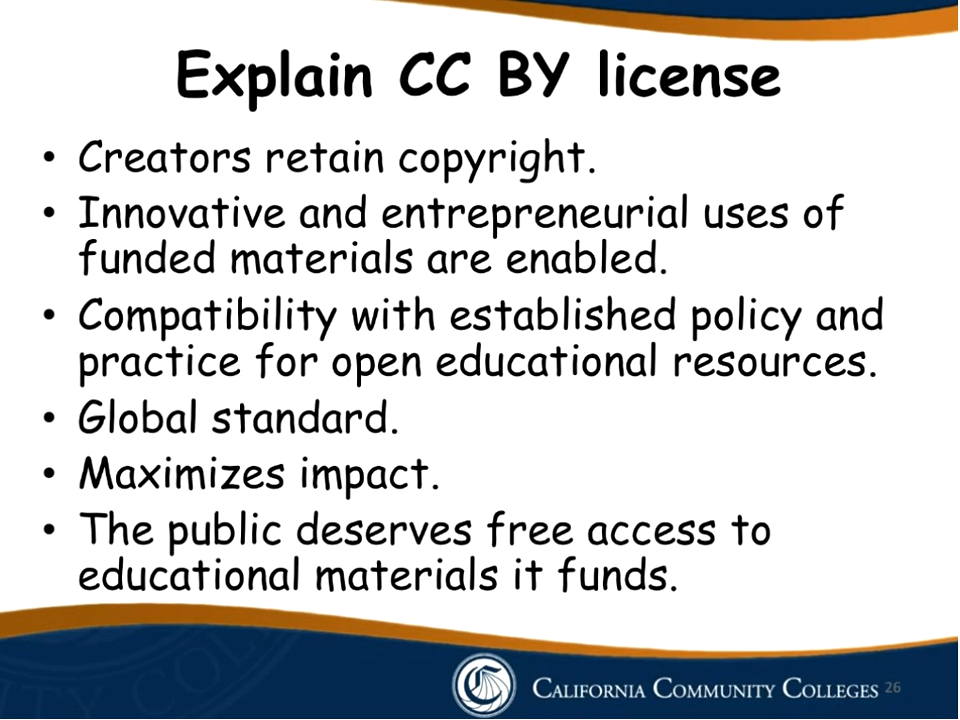 Explain CC BY license
• Creators retain copyright.
• Innovative and entrepreneurial uses of
funded materials are enabled.
• Compatibility with established policy and
practice for open educational resources.
• Global standard.
• Maximizes impact.
• The public deserves free access to
educational materials it funds.
CALIFORNIA COMMUNITY COLLEGES 26